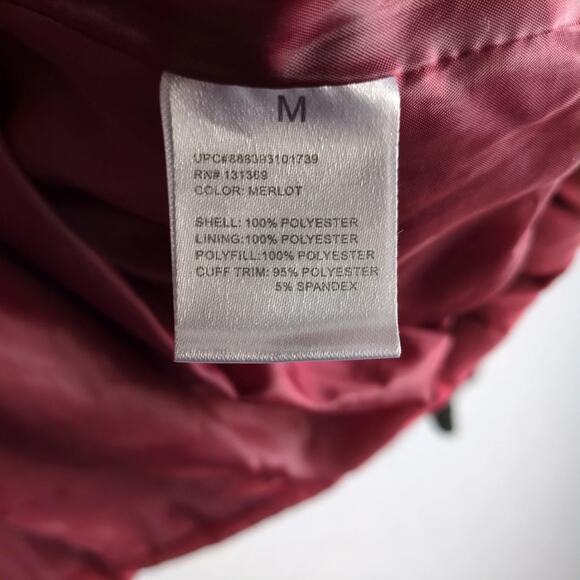 M
UPC#888393101739
RN# 131369
COLOR: MERLOT
SHELL: 100% POLYESTER
LINING:100% POLYESTER
POLYFILL:100% POLYESTER
CUFF TRIM: 95% POLYESTER
5% SPANDEX